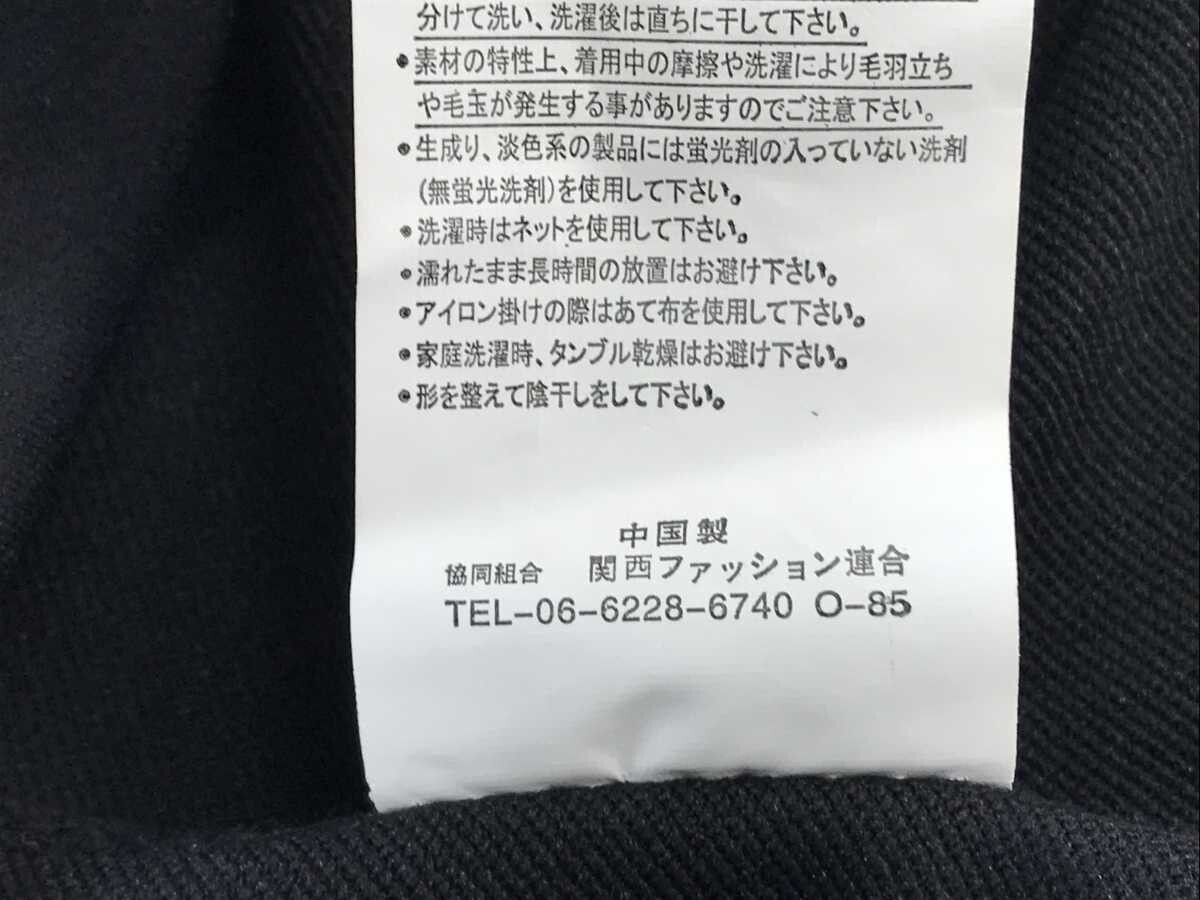 分けて洗い、洗濯後は直ちに干して下さい。
●素材の特性上、着用中の摩擦や洗濯により毛羽立ち
や毛玉が発生する事がありますのでご注意下さい。
●生成り、淡色系の製品には蛍光剤の入っていない洗剤
(無蛍光洗剤)を使用して下さい。
●洗濯時はネットを使用して下さい。
●濡れたまま長時間の放置はお避け下さい。
●アイロン掛けの際はあて布を使用して下さい。
●家庭洗濯時、タンブル乾燥はお避け下さい。
●形を整えて陰干しをして下さい。
中国製
協同組合 関西ファッション連合
TEL-06-6228-6740 O-85